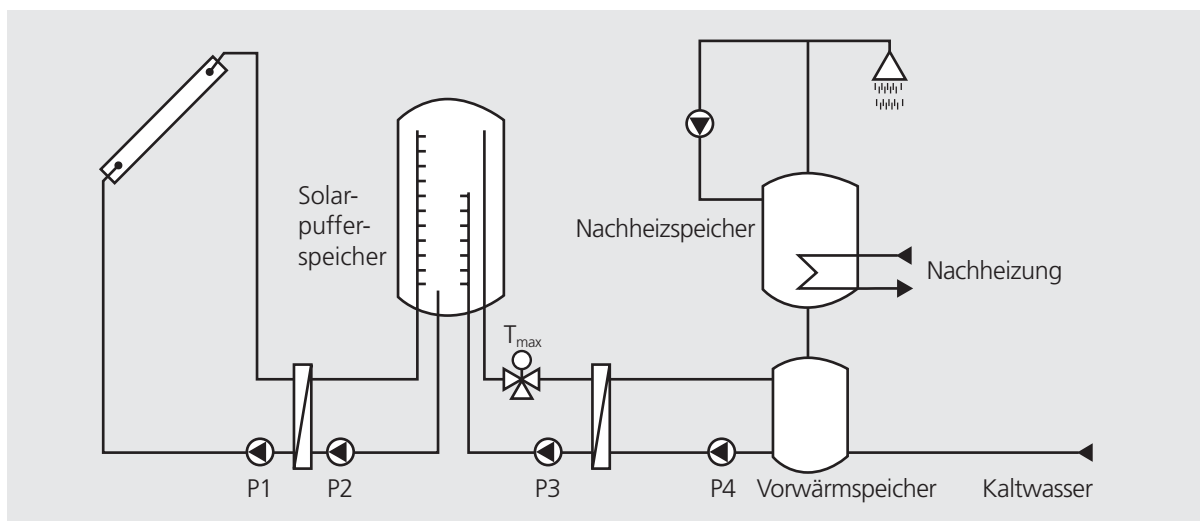 Solar-
puffer-
speicher
Nachheizspeicher
Nachheizung
Tmax
P1
P2
P3
P4
Vorwärmspeicher
Kaltwasser